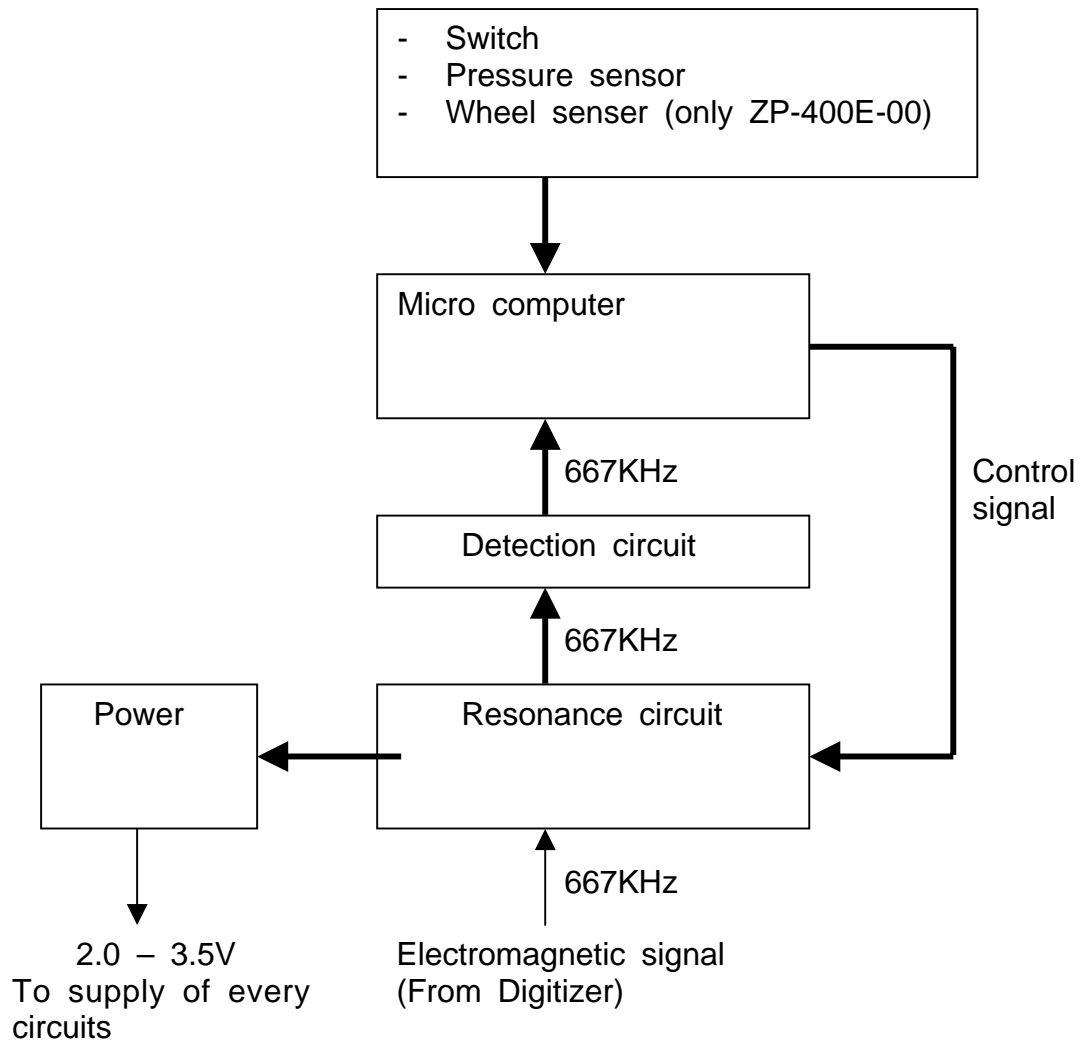 - Switch
- Pressure sensor
- Wheel senser (only ZP-400E-00)
Micro computer
667KHz
Control
signal
Detection circuit
667KHz
Power
Resonance circuit
667KHz
2.0 – 3.5V
To supply of every
circuits
Electromagnetic signal
(From Digitizer)